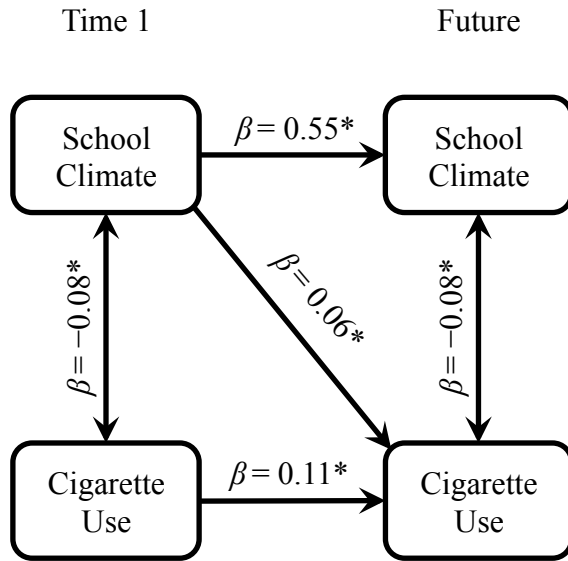 Time 1
Future
School
Climate
β = 0.55*
School
Climate
β = −0.08*
β = 0.06*
β = −0.08*
Cigarette
Use
β = 0.11*
Cigarette
Use